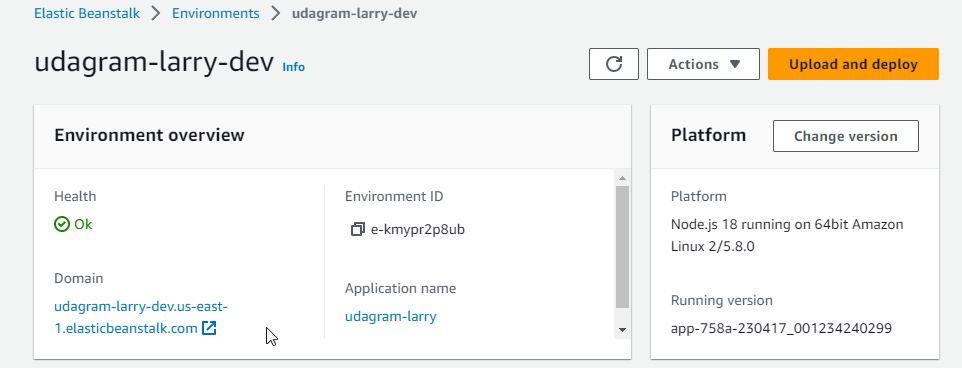 Elastic Beanstalk > Environments > udagram-larry-dev
udagram-larry-dev Info
Actions
Upload and deploy
Environment overview
Health
Ok
Domain
udagram-larry-dev.us-east-
1.elasticbeanstalk.com
Environment ID
e-kmypr2p8ub
Application name
udagram-larry
Platform
Change version
Platform
Node.js 18 running on 64bit Amazon
Linux 2/5.8.0
Running version
app-758a-230417_001234240299